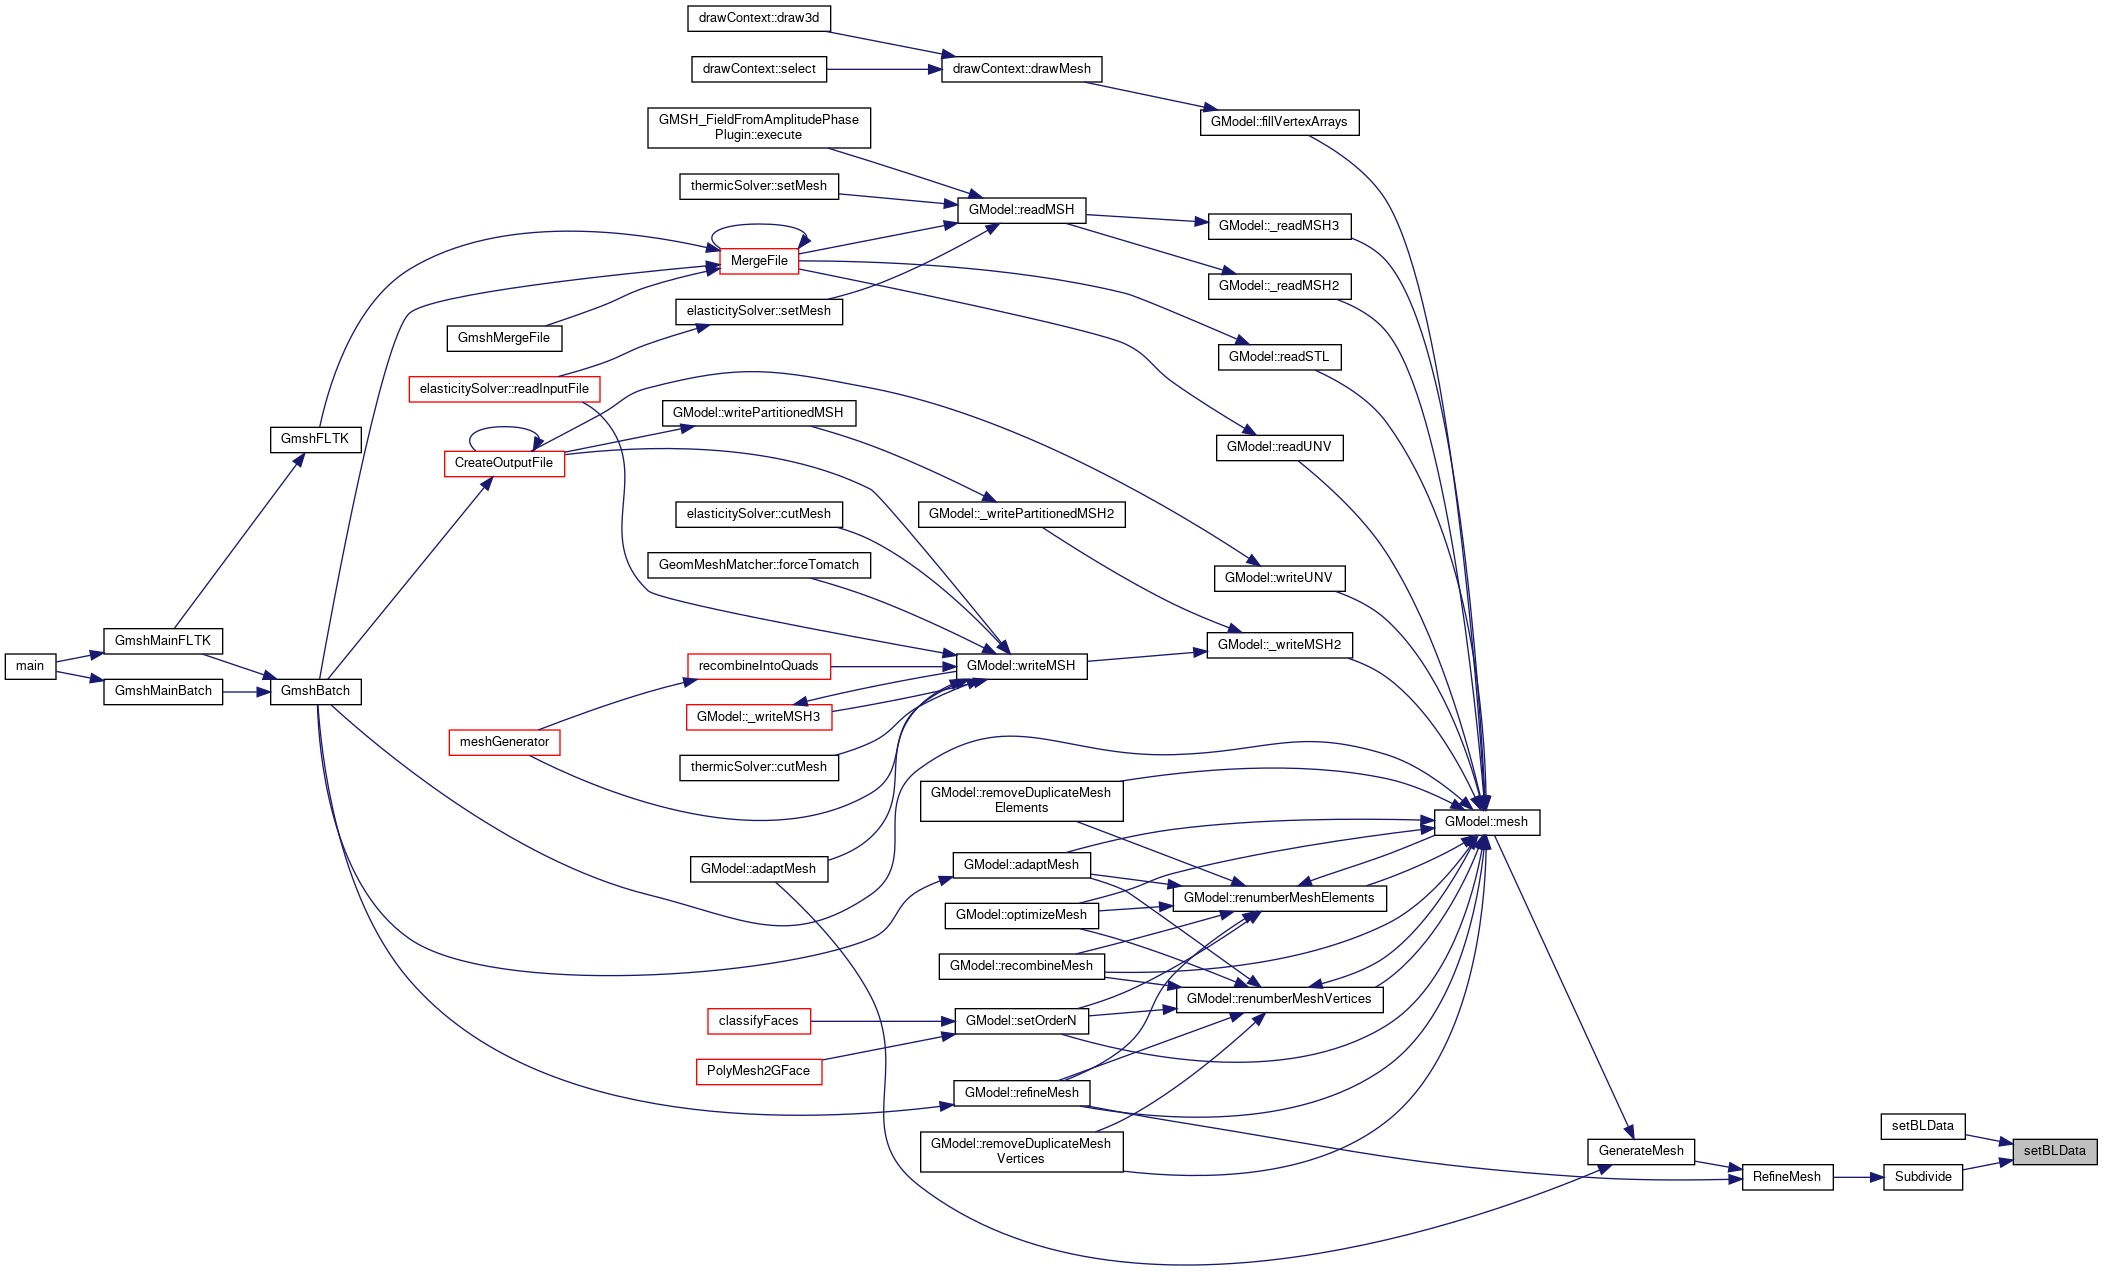 drawContext::draw3d
drawContext::select
drawContext::drawMesh
GMSH_FieldFromAmplitudePhase
Plugin::execute
GModel::fillVertexArrays
thermicSolver::setMesh
GModel::readMSH
GModel::_readMSH3
MergeFile
GModel::_readMSH2
elasticitySolver::setMesh
GmshMergeFile
GModel::readSTL
elasticitySolver::readInputFile
GModel::writePartitionedMSH
GmshFLTK
GModel::readUNV
CreateOutputFile
elasticitySolver::cutMesh
GModel::_writePartitionedMSH2
GeomMeshMatcher::forceTomatch
GModel::writeUNV
GmshMainFLTK
GModel::_writeMSH2
main
recombineIntoQuads
GModel::writeMSH
GmshMainBatch
GmshBatch
GModel::_writeMSH3
meshGenerator
thermicSolver::cutMesh
GModel::removeDuplicateMesh
Elements
GModel::mesh
GModel::adaptMesh
GModel::adaptMesh
GModel::renumberMeshElements
GModel::optimizeMesh
GModel::recombineMesh
GModel::renumberMeshVertices
classifyFaces
GModel::setOrderN
PolyMesh2GFace
GModel::refineMesh
GModel::removeDuplicateMesh
Vertices
GenerateMesh
setBLData
setBLData
RefineMesh
Subdivide